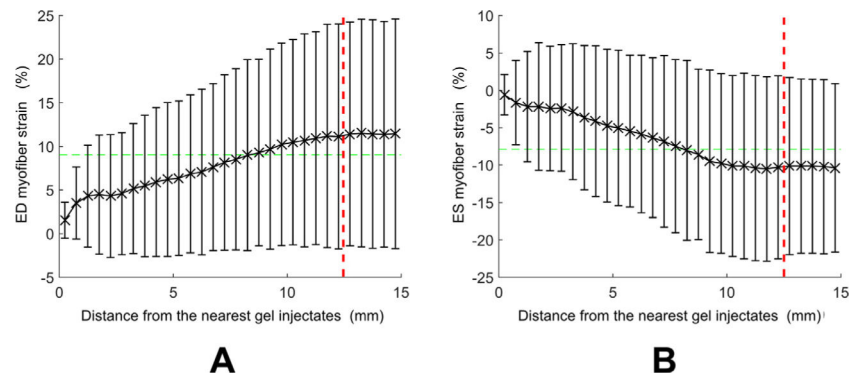 25
20
15
10
5
0
-5
ED myofiber strain (%)
0 5 10 15
Distance from the nearest gel injectates (mm)
A
10
5
0
-5
-10
-15
-20
-25
ES myofiber strain (%)
0 5 10 15
Distance from the nearest gel injectates (mm)
B